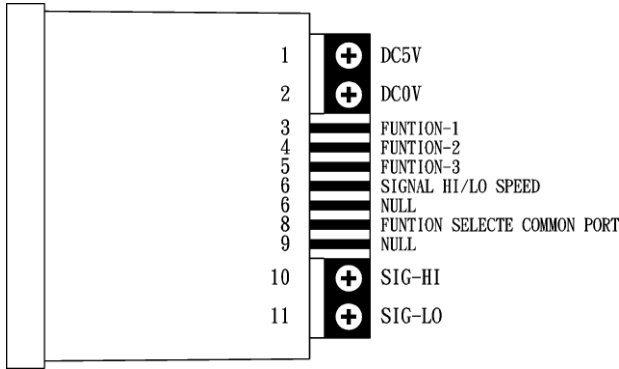 1 DC5V
2 DC0V
3 FUNTION-1
4 FUNTION-2
5 FUNTION-3
6 SIGNAL HI/LO SPEED
6 NULL
8 FUNTION SELECTE COMMON PORT
9 NULL
10 SIG-HI
11 SIG-LO